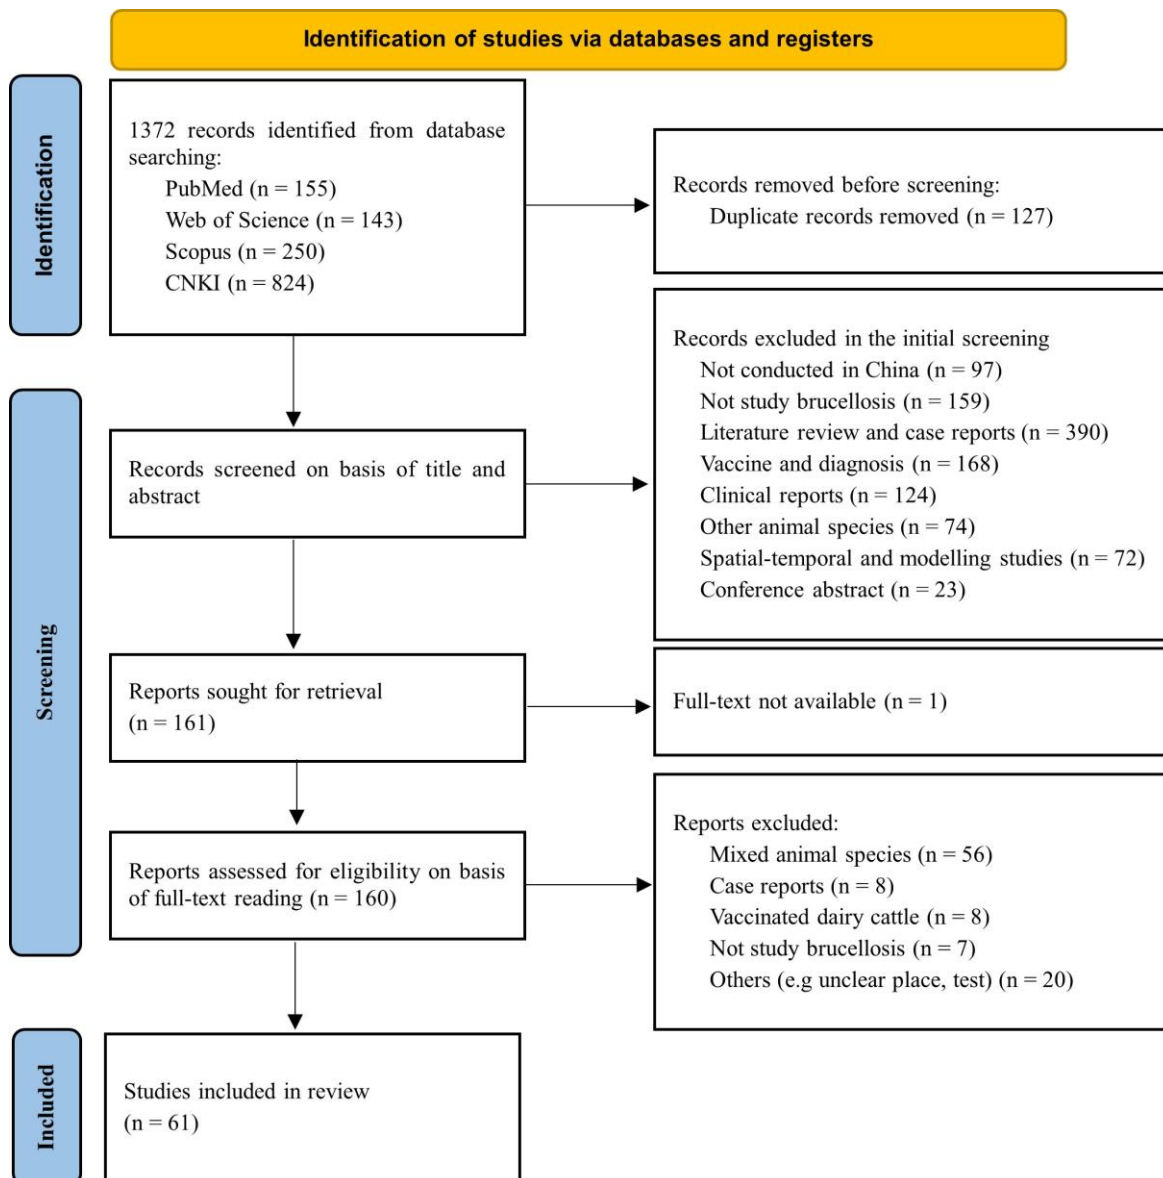 Identification of studies via databases and registers
Identification
1372 records identified from database
searching:
PubMed (n = 155)
Web of Science (n = 143)
Scopus (n = 250)
CNKI (n = 824)
Records removed before screening:
Duplicate records removed (n = 127)
Screening
Records screened on basis of title and
abstract
Records excluded in the initial screening
Not conducted in China (n = 97)
Not study brucellosis (n = 159)
Literature review and case reports (n = 390)
Vaccine and diagnosis (n = 168)
Clinical reports (n = 124)
Other animal species (n = 74)
Spatial-temporal and modelling studies (n = 72)
Conference abstract (n = 23)
Reports sought for retrieval
(n = 161)
Full-text not available (n = 1)
Reports assessed for eligibility on basis
of full-text reading (n = 160)
Reports excluded:
Mixed animal species (n = 56)
Case reports (n = 8)
Vaccinated dairy cattle (n = 8)
Not study brucellosis (n = 7)
Others (e.g unclear place, test) (n = 20)
Included
Studies included in review
(n = 61)